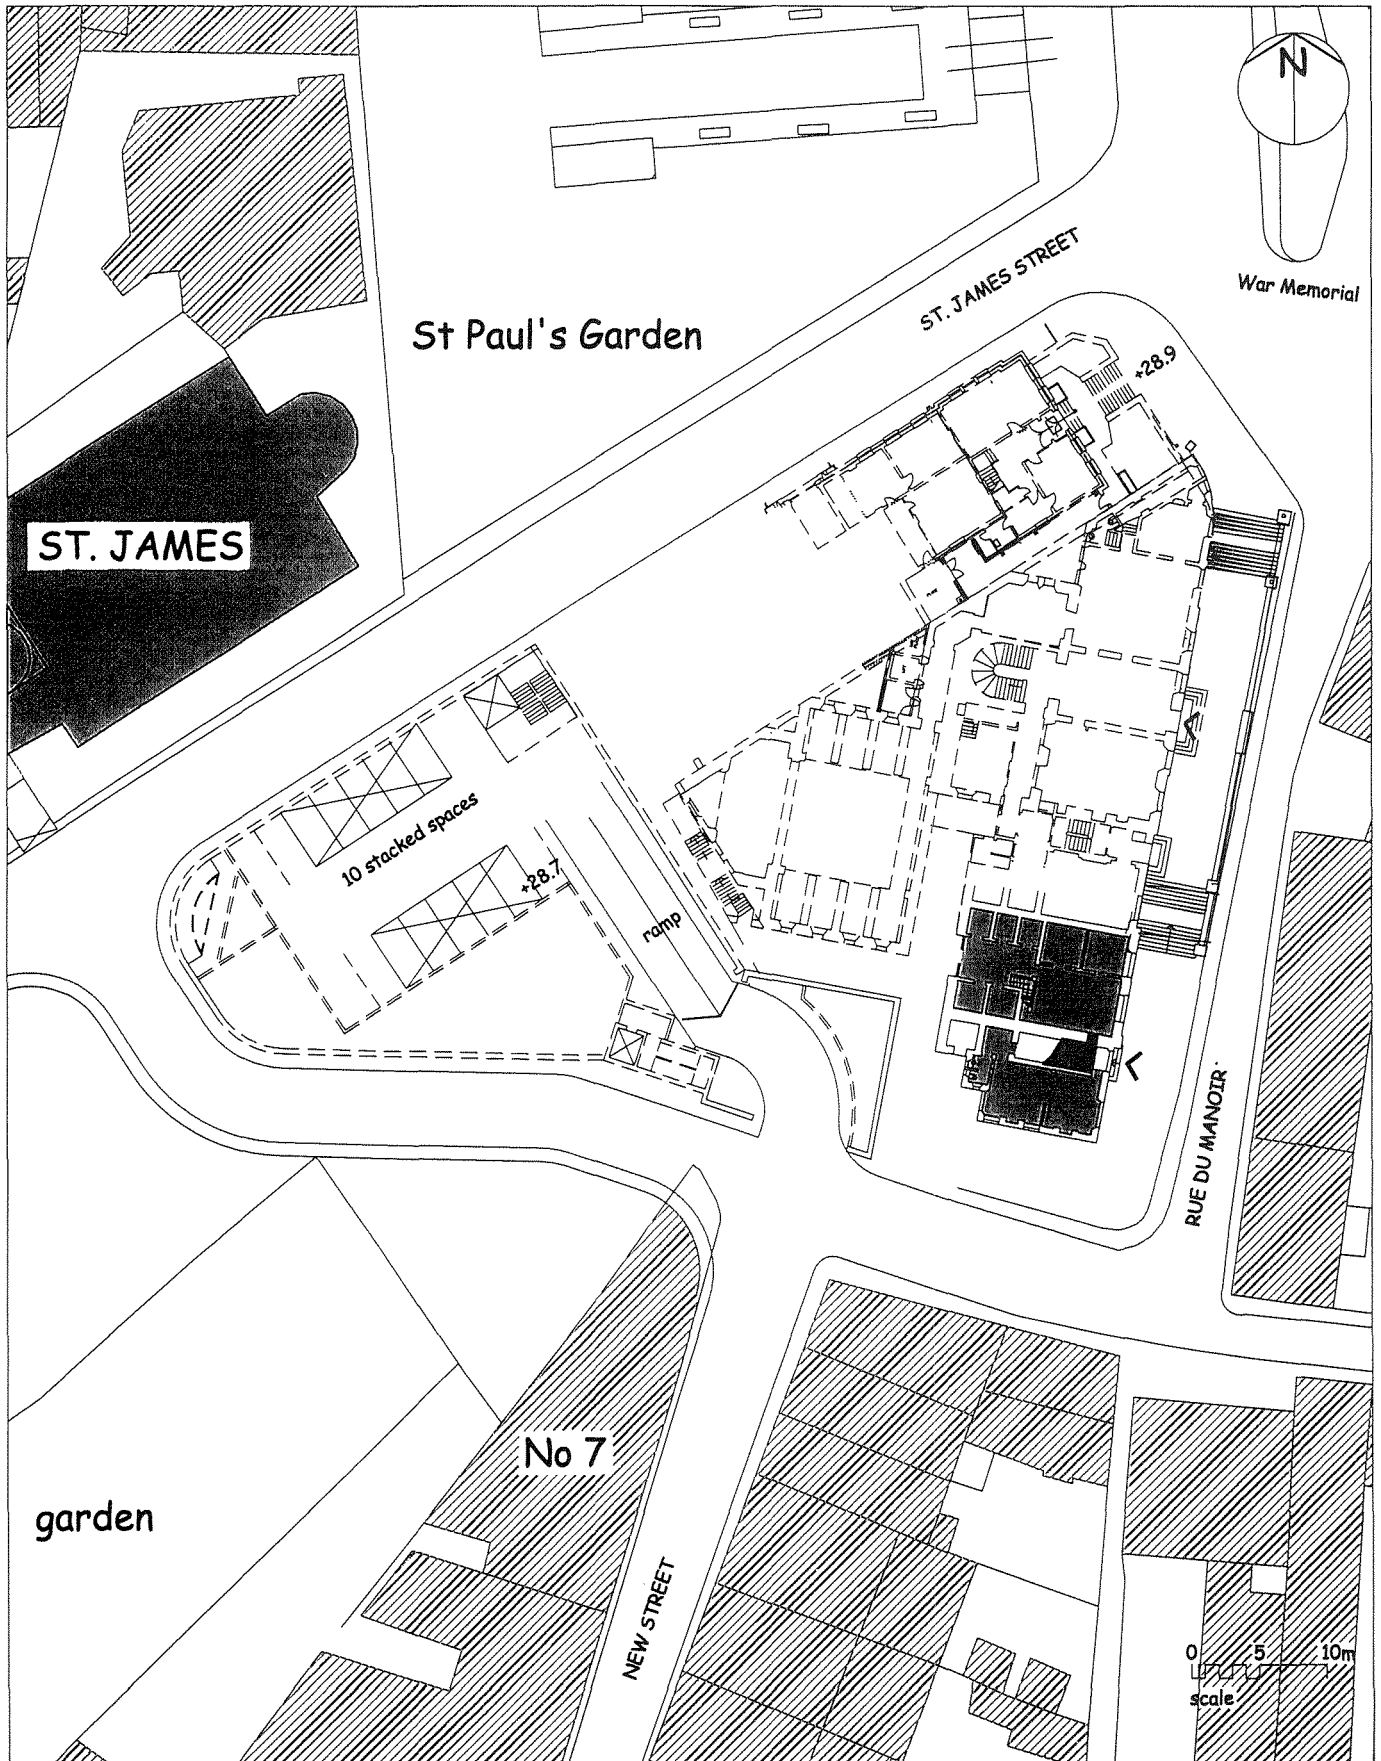 N
War Memorial
ST. JAMES STREET
St Paul's Garden
+28.9
ST. JAMES
10 stacked spaces
+28.7
ramp
RUE DU MANOIR
No 7
garden
NEW STREET
0 5 10m
scale